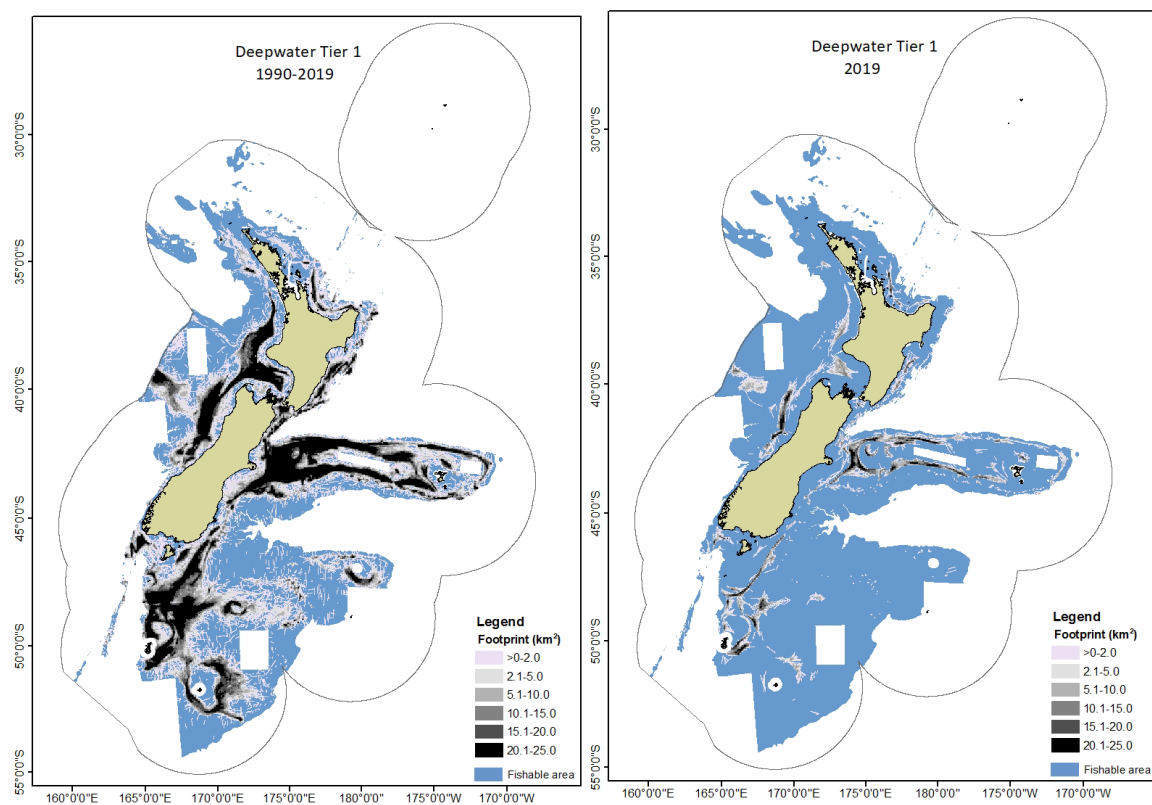 Deepwater Tier 1
1990-2019
30°0'0"S
35°0'0"S
40°0'0"S
45°0'0"S
50°0'0"S
55°0'0"S
Legend
Footprint (km²)
>0-2.0
2.1-5.0
5.1-10.0
10.1-15.0
15.1-20.0
20.1-25.0
Fishable area
160°0'0"E
165°0'0"E
170°0'0"E
175°0'0"E
180°0'0"
175°0'0"W
170°0'0"W
Deepwater Tier 1
2019
30°0'0"S
35°0'0"S
40°0'0"S
45°0'0"S
50°0'0"S
55°0'0"S
Legend
Footprint (km²)
>0-2.0
2.1-5.0
5.1-10.0
10.1-15.0
15.1-20.0
20.1-25.0
Fishable area
160°0'0"E
165°0'0"E
170°0'0"E
175°0'0"E
180°0'0"
175°0'0"W
170°0'0"W